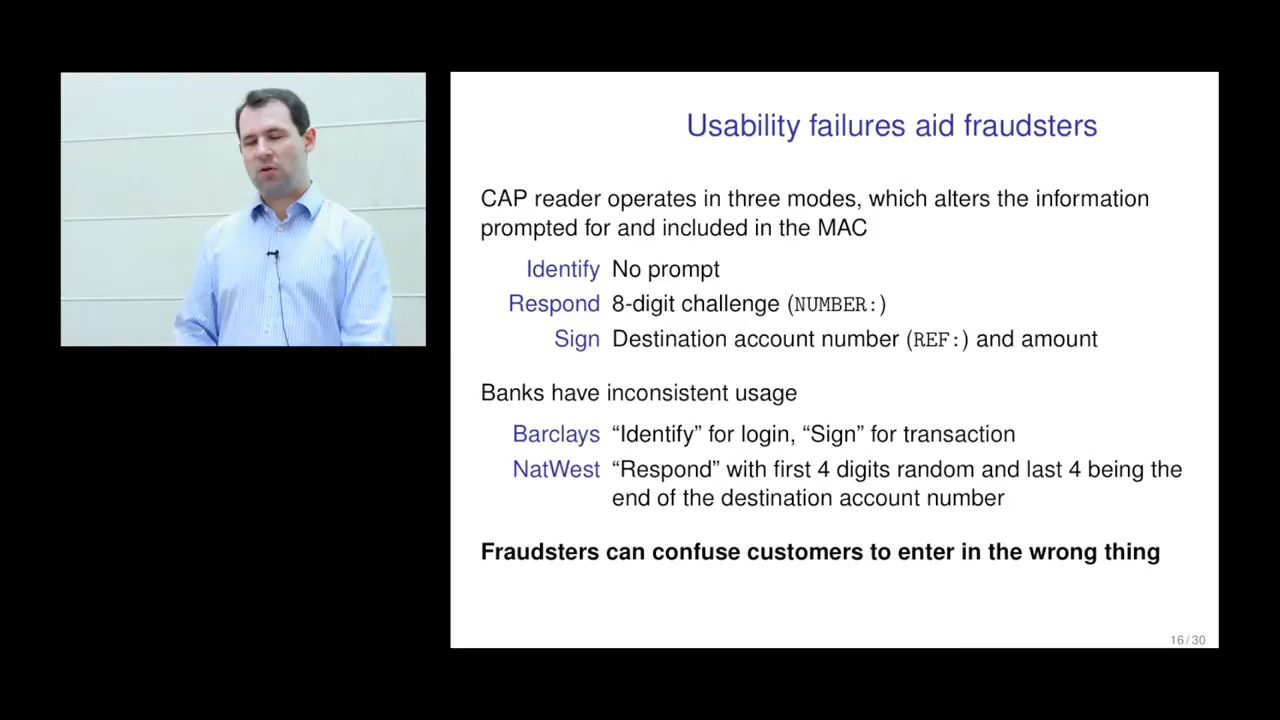 Usability failures aid fraudsters
CAP reader operates in three modes, which alters the information
prompted for and included in the MAC
Identify No prompt
Respond 8-digit challenge (NUMBER:)
Sign Destination account number (REF:) and amount
Banks have inconsistent usage
Barclays “Identify” for login, “Sign” for transaction
NatWest “Respond” with first 4 digits random and last 4 being the
end of the destination account number
Fraudsters can confuse customers to enter in the wrong thing
16 / 30